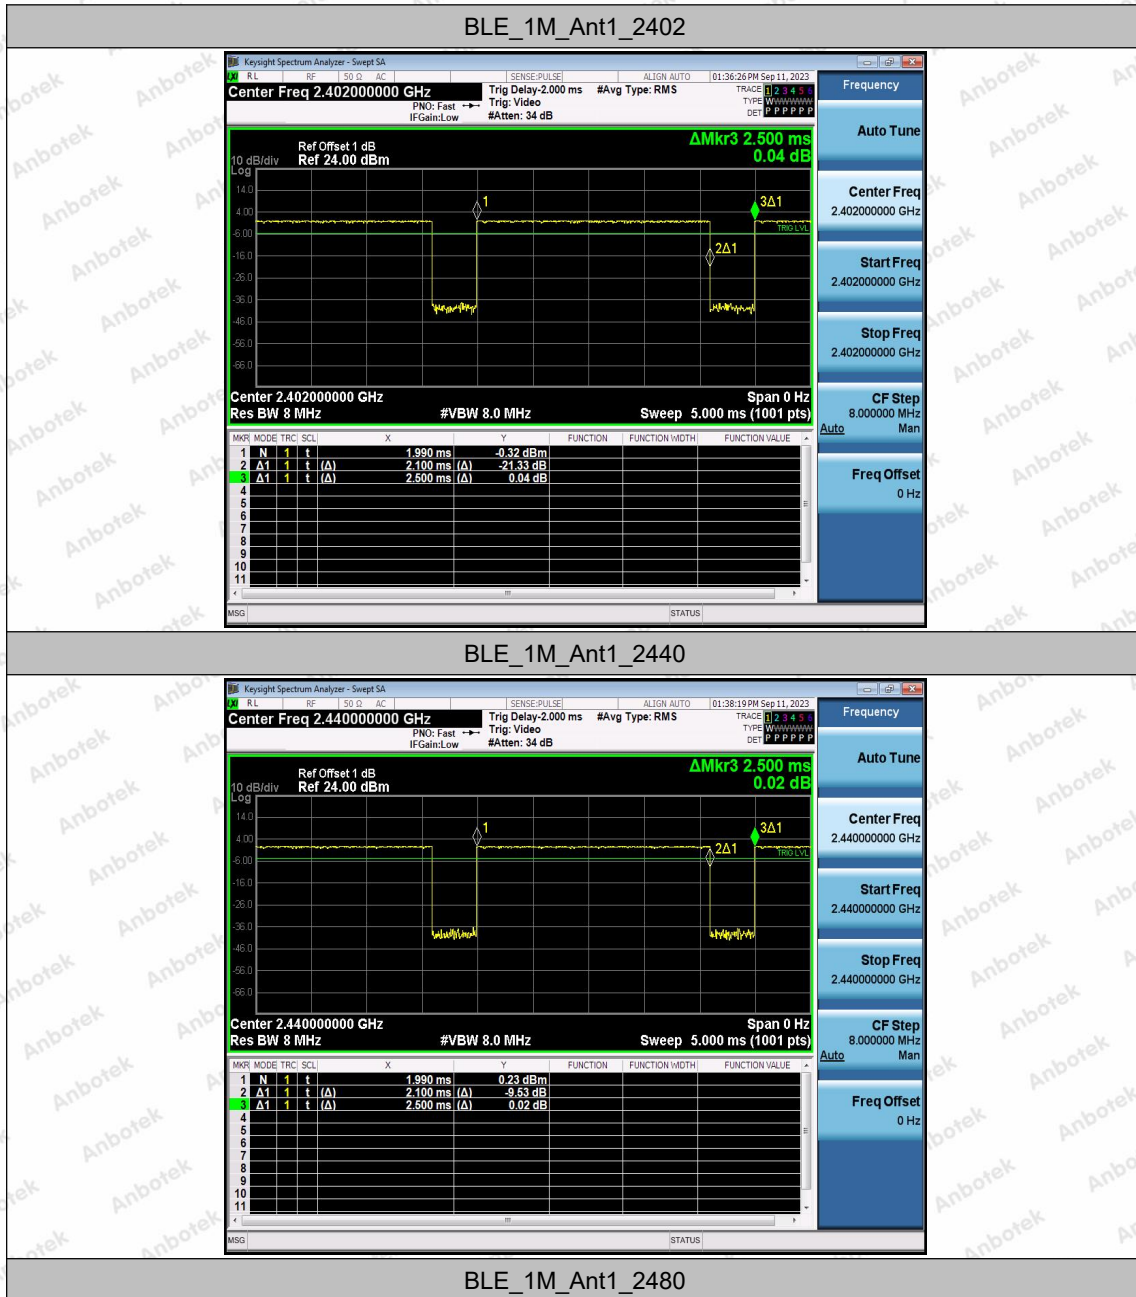 BLE_1M_Ant1_2402
Keysight Spectrum Analyzer - Swept SA
RL RF 50 Ω AC SENSE:PULSE ALIGN AUTO 01:36:26 PM Sep 11, 2023
Center Freq 2.402000000 GHz
PNO: Fast
IFGain:Low
Trig Delay-2.000 ms
Trig: Video
#Atten: 34 dB
#Avg Type: RMS
TRACE 1 2 3 4 5 6
TYPE WWWWWW
DET P P P P P P
Frequency
ΔMkr3 2.500 ms
0.04 dB
Ref Offset 1 dB
10 dB/div Ref 24.00 dBm
Log
14.0
4.00
-6.00
-16.0
-26.0
-36.0
-46.0
-56.0
-66.0
1
2Δ1
3Δ1
TRIG LVL
Center 2.402000000 GHz Span 0 Hz
Res BW 8 MHz #VBW 8.0 MHz Sweep 5.000 ms (1001 pts)
MKR MODE TRC SCL X Y FUNCTION FUNCTION WIDTH FUNCTION VALUE
1 N 1 t 1.990 ms -0.32 dBm
2 Δ1 1 t (Δ) 2.100 ms (Δ) -21.33 dB
3 Δ1 1 t (Δ) 2.500 ms (Δ) 0.04 dB
4
5
6
7
8
9
10
11
MSG STATUS
Auto Tune
Center Freq
2.402000000 GHz
Start Freq
2.402000000 GHz
Stop Freq
2.402000000 GHz
CF Step
8.000000 MHz
Auto Man
Freq Offset
0 Hz
BLE_1M_Ant1_2440
Keysight Spectrum Analyzer - Swept SA
RL RF 50 Ω AC SENSE:PULSE ALIGN AUTO 01:38:19 PM Sep 11, 2023
Center Freq 2.440000000 GHz
PNO: Fast
IFGain:Low
Trig Delay-2.000 ms
Trig: Video
#Atten: 34 dB
#Avg Type: RMS
TRACE 1 2 3 4 5 6
TYPE WWWWWW
DET P P P P P P
Frequency
ΔMkr3 2.500 ms
0.02 dB
Ref Offset 1 dB
10 dB/div Ref 24.00 dBm
Log
14.0
4.00
-6.00
-16.0
-26.0
-36.0
-46.0
-56.0
-66.0
1
2Δ1
3Δ1
TRIG LVL
Center 2.440000000 GHz Span 0 Hz
Res BW 8 MHz #VBW 8.0 MHz Sweep 5.000 ms (1001 pts)
MKR MODE TRC SCL X Y FUNCTION FUNCTION WIDTH FUNCTION VALUE
1 N 1 t 1.990 ms 0.23 dBm
2 Δ1 1 t (Δ) 2.100 ms (Δ) -9.53 dB
3 Δ1 1 t (Δ) 2.500 ms (Δ) 0.02 dB
4
5
6
7
8
9
10
11
MSG STATUS
Auto Tune
Center Freq
2.440000000 GHz
Start Freq
2.440000000 GHz
Stop Freq
2.440000000 GHz
CF Step
8.000000 MHz
Auto Man
Freq Offset
0 Hz
BLE_1M_Ant1_2480
Anbotek